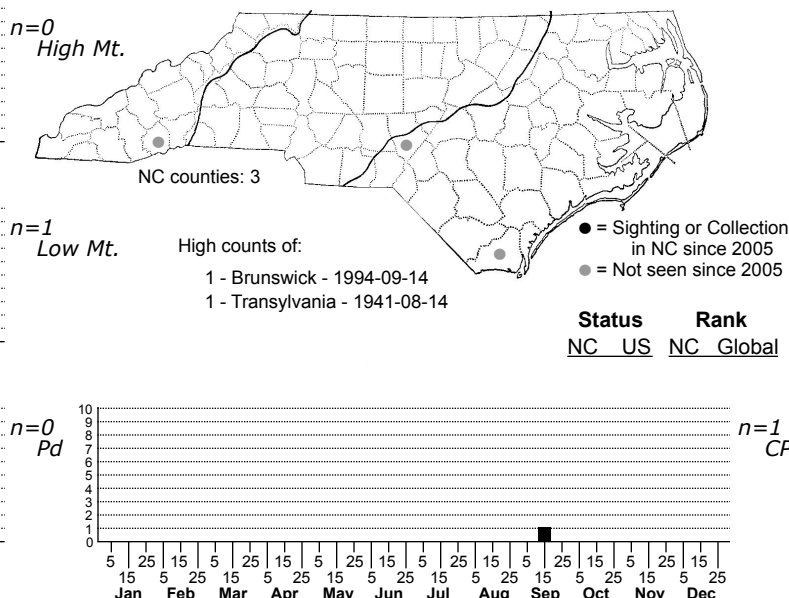 n=0
High Mt.
NC counties: 3
n=1
Low Mt.
High counts of:
1 - Brunswick - 1994-09-14
1 - Transylvania - 1941-08-14
● = Sighting or Collection
in NC since 2005
● = Not seen since 2005
Status Rank
NC US NC Global
n=0
Pd
n=1
CP
10
9
8
7
6
5
4
3
2
1
0
5 25 15 5 25 15 5 25 15 5 25 15 5 25 15 5 25 15
15 5 25 15 5 25 15 5 25 15 5 25 15 5 25 15 5 25
Jan Feb Mar Apr May Jun Jul Aug Sep Oct Nov Dec